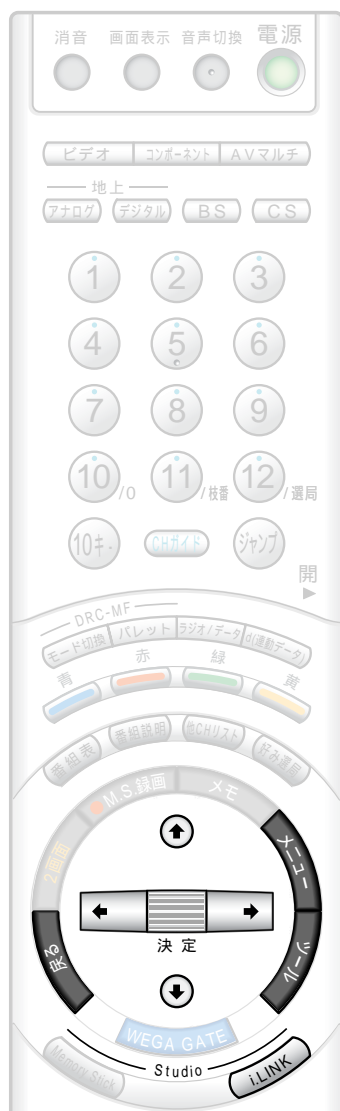 消音 画面表示 音声切換 電源
ビデオ コンポーネント AVマルチ
地上
アナログ デジタル BS CS
1 2 3
4 5 6
7 8 9
10/0 11/枝番 12/選局
10キー CHガイド ジャンプ
開
DRC-MF
モード切換 パレット ラジオ/データ d(連動データ)
青 赤 緑 黄
番組表 番組説明 他CHリスト 好み選局
2画面 M.S.録画 メモ メニュー
決定
戻る ツール
WEGA GATE
Memory Stick Studio i.LINK